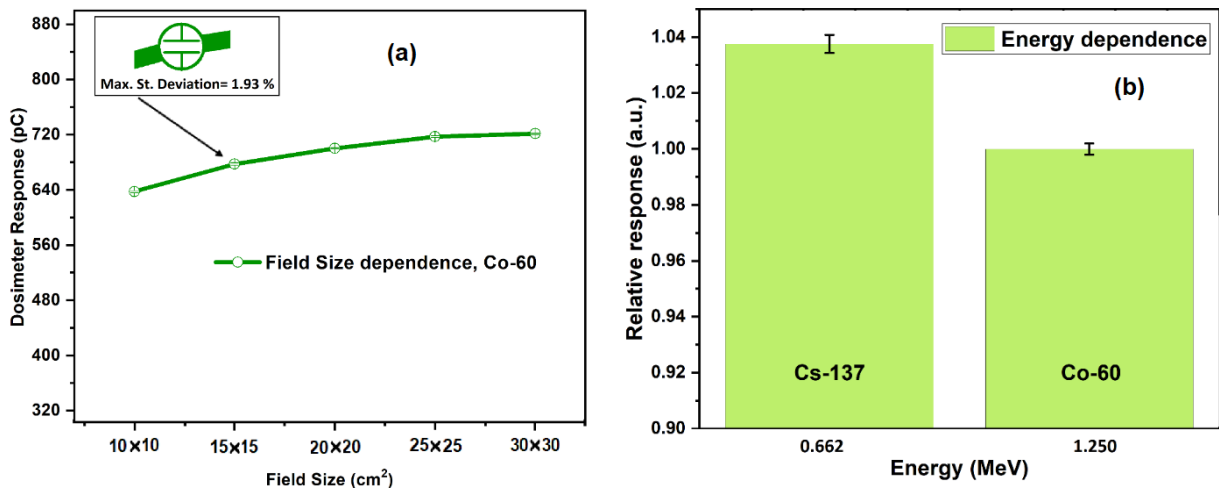 880
800
720
640
560
480
400
320
Dosimeter Response (pC)
Max. St. Deviation= 1.93 %
(a)
Field Size dependence, Co-60
10×10 15×15 20×20 25×25 30×30
Field Size (cm²)
1.04
1.02
1.00
0.98
0.96
0.94
0.92
0.90
Relative response (a.u.)
Energy dependence
(b)
Cs-137 Co-60
0.662 1.250
Energy (MeV)